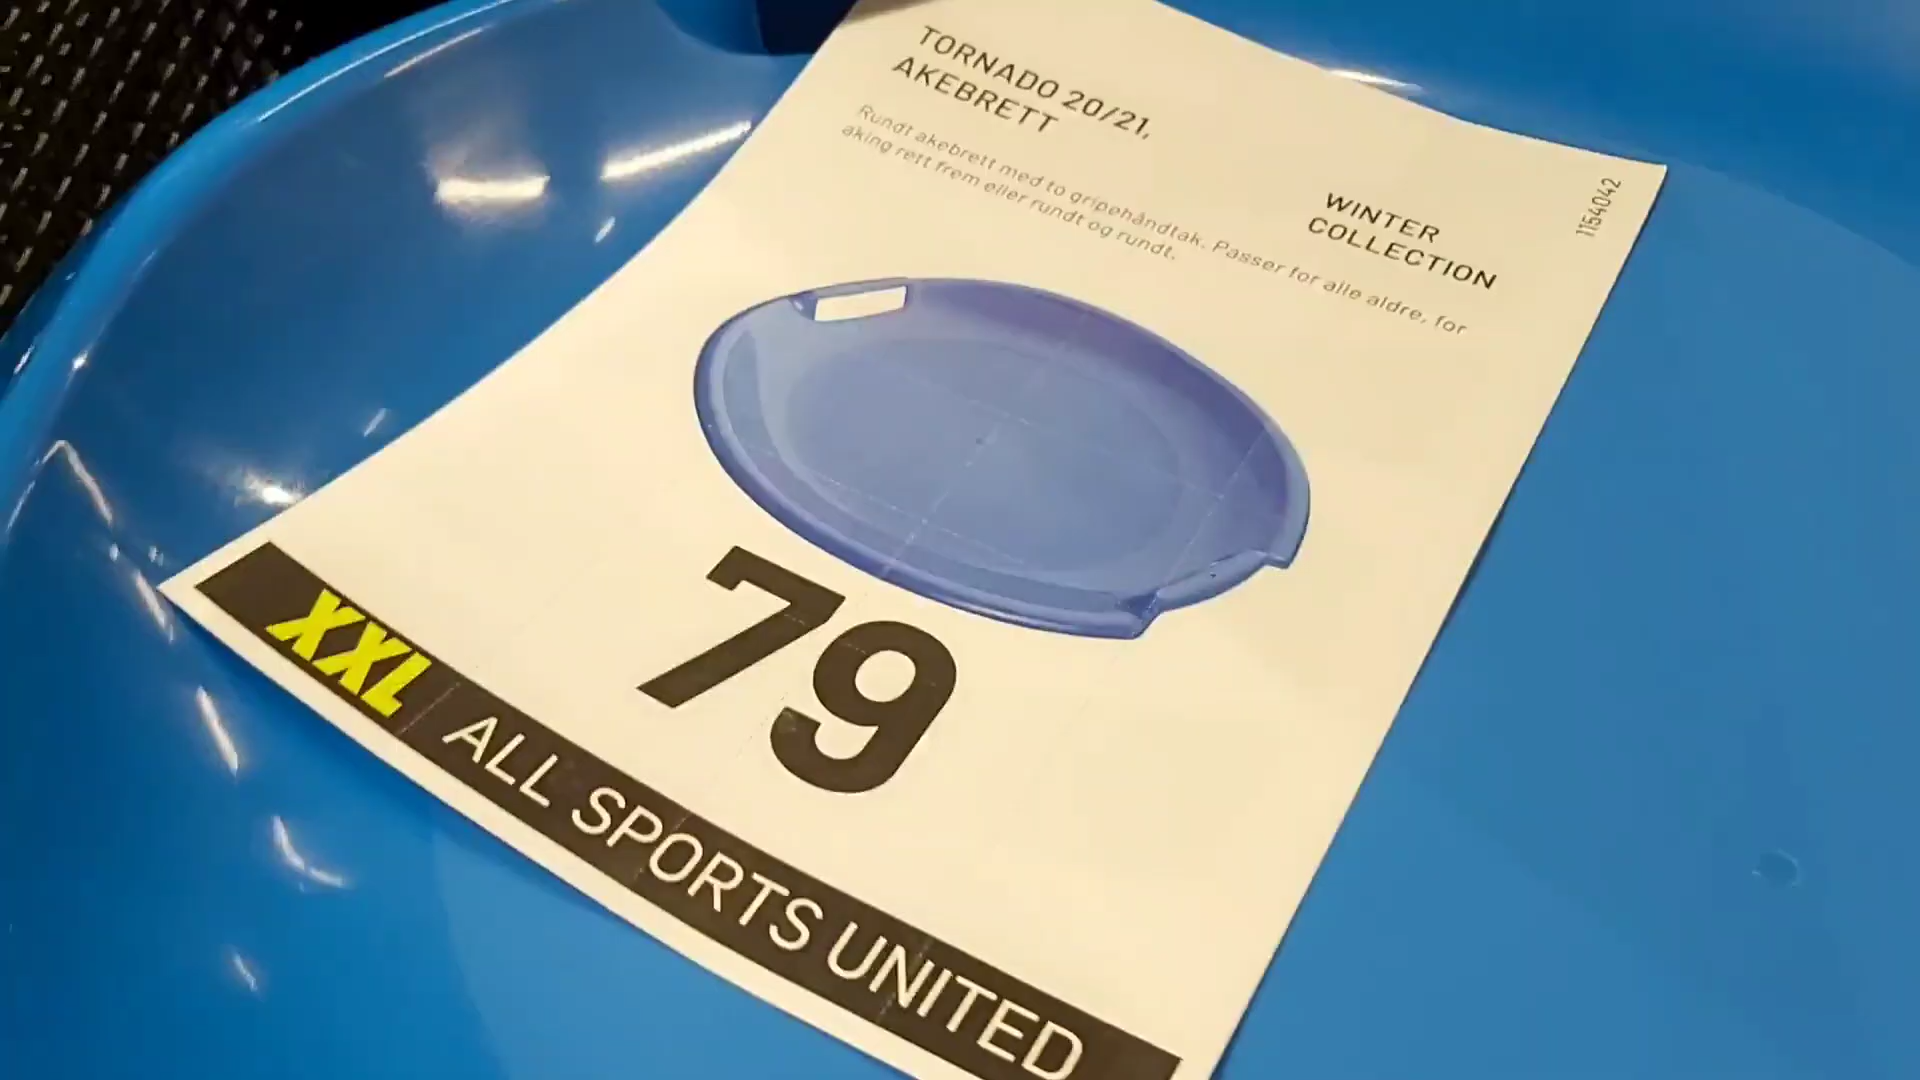 TORNADO 20/21,
AKEBRETT
Rundt akebrett med to gripehåndtak. Passer for alle aldre, for
aking rett frem eller rundt og rundt.
WINTER
COLLECTION
1154042
79
XXL ALL SPORTS UNITED